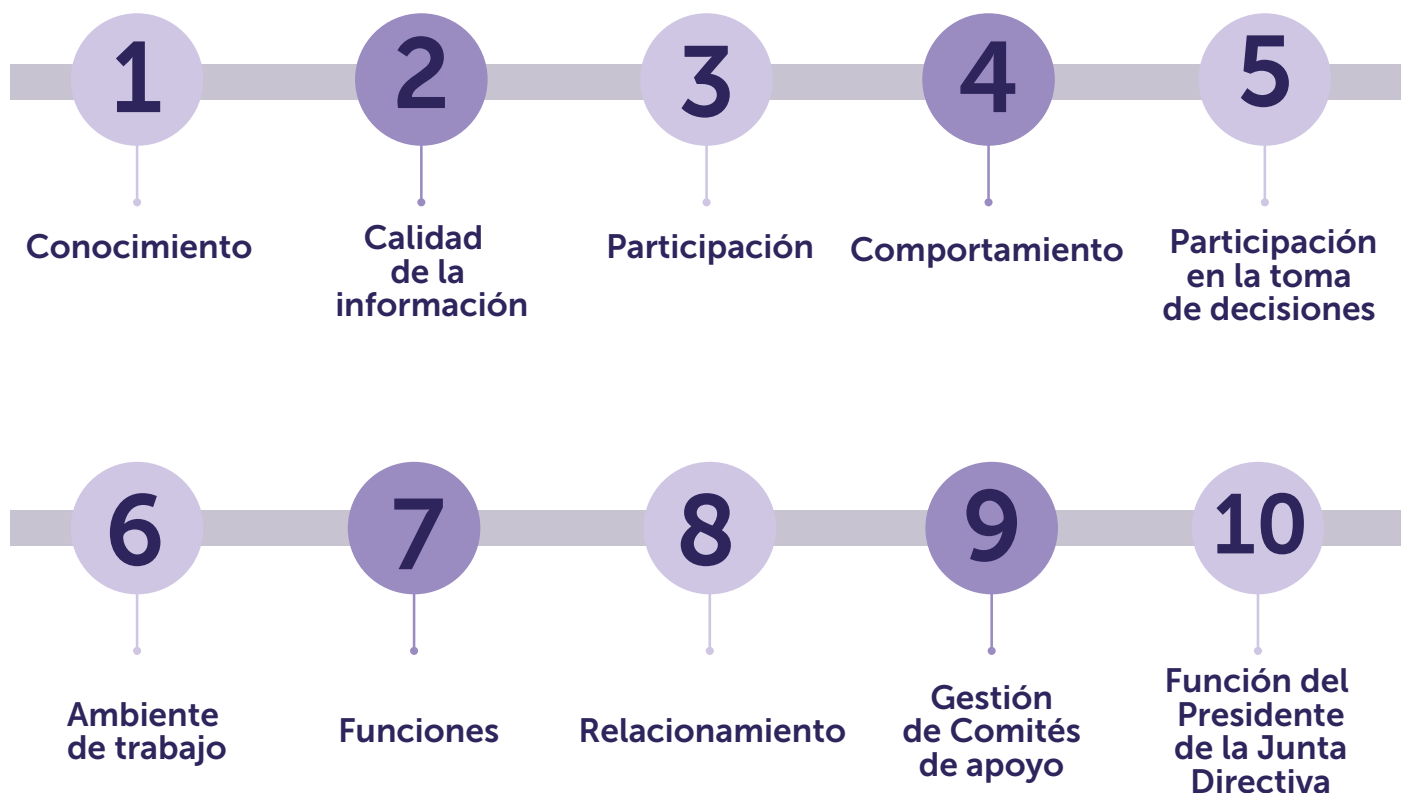 1
2
3
4
5
Conocimiento
Calidad
de la
información
Participación
Comportamiento
Participación
en la toma
de decisiones
6
7
8
9
10
Ambiente
de trabajo
Funciones
Relacionamiento
Gestión
de Comités
de apoyo
Función del
Presidente
de la Junta
Directiva